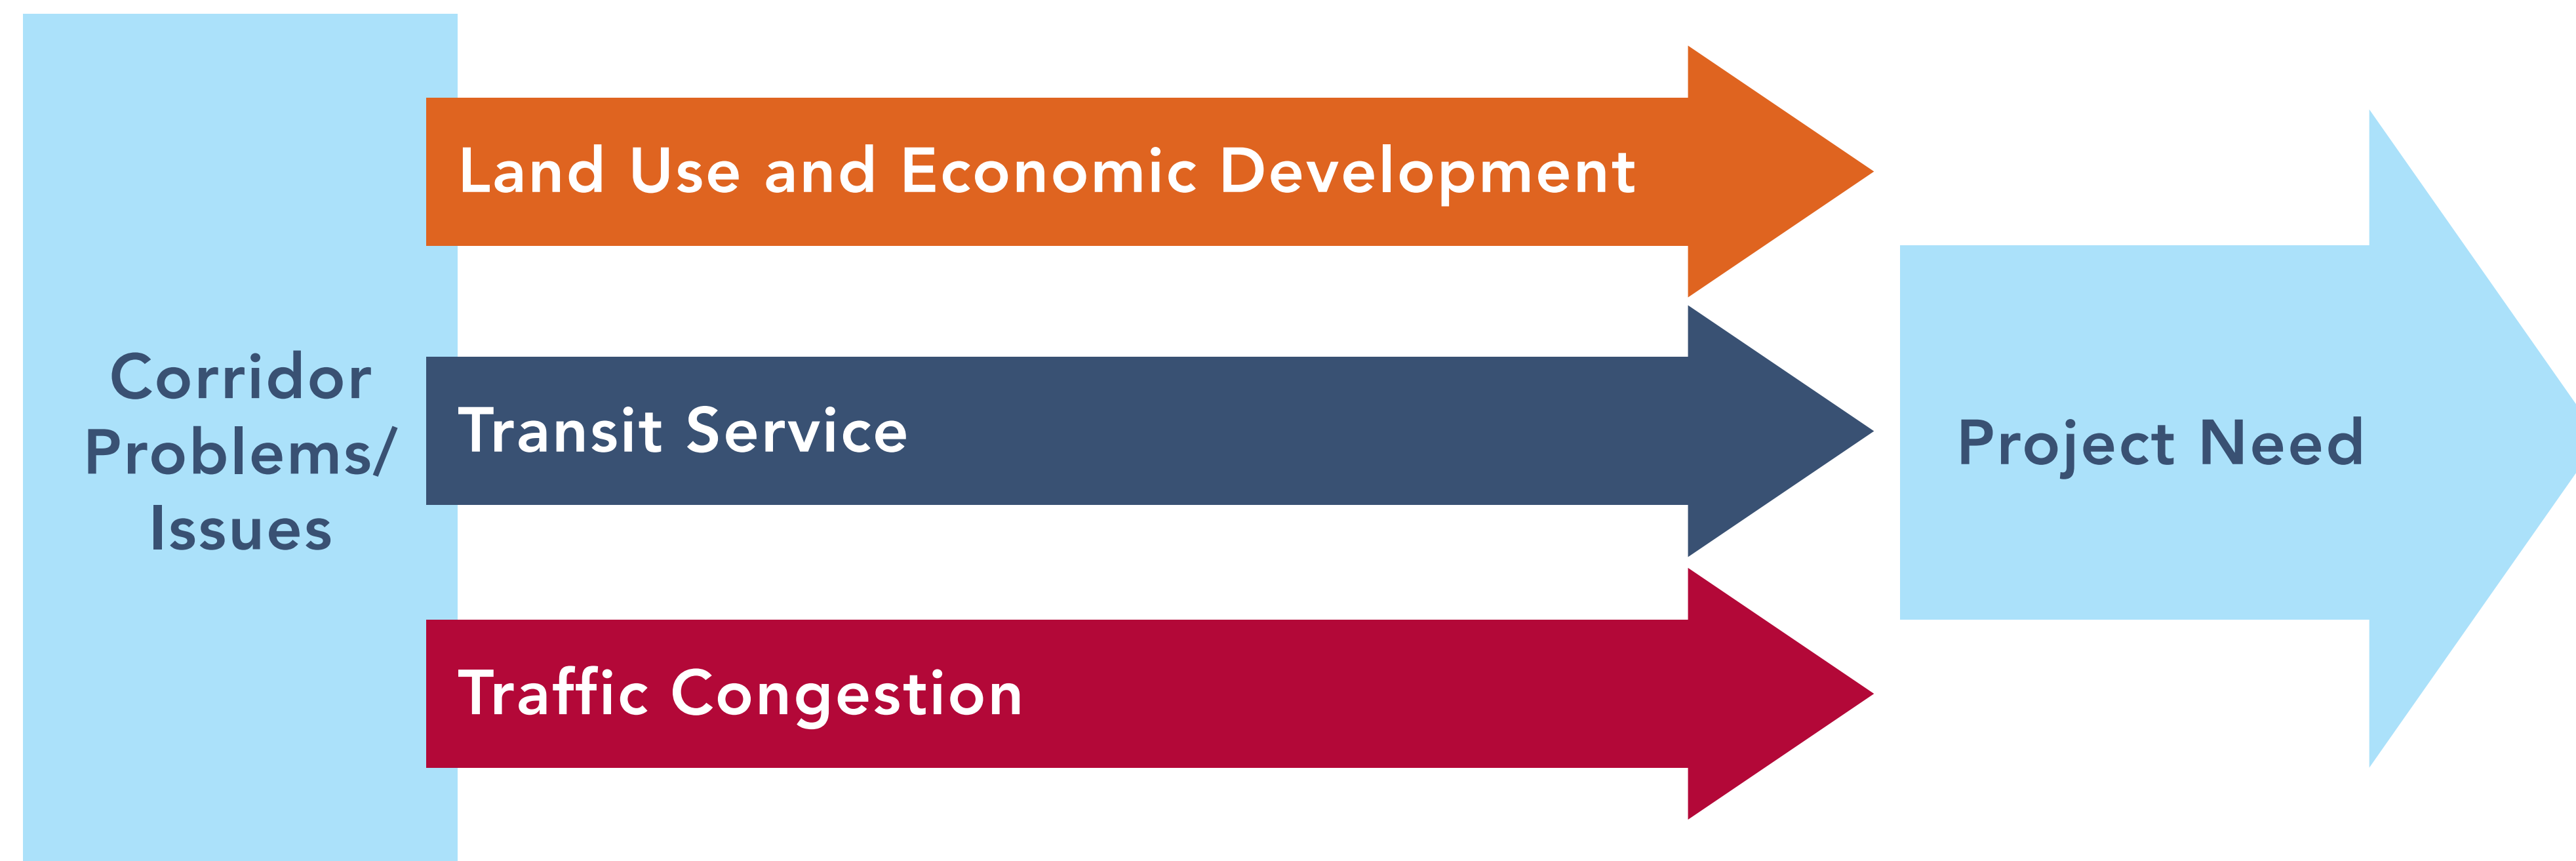 Corridor
Problems/
Issues
Land Use and Economic Development
Transit Service
Traffic Congestion
Project Need